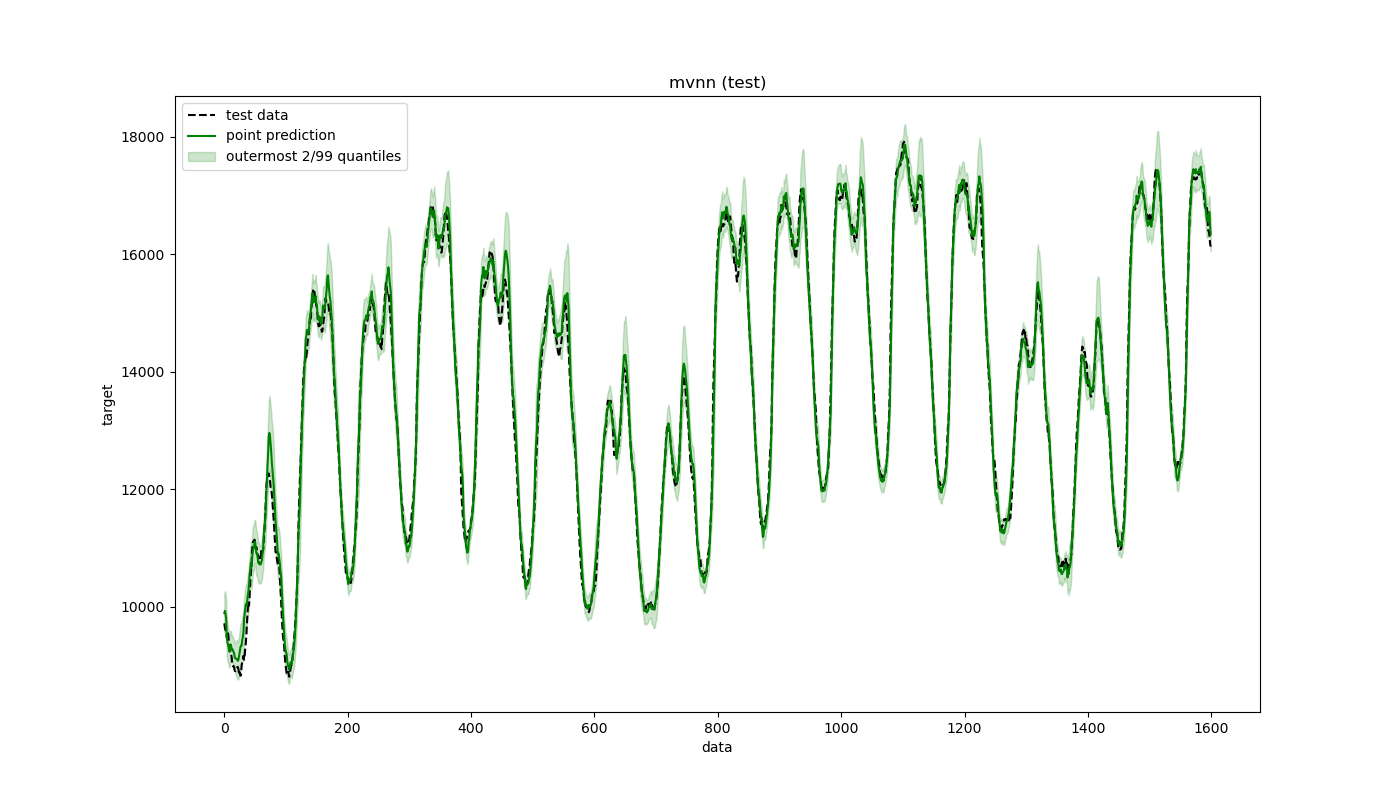 mvnn (test)
test data
point prediction
outermost 2/99 quantiles
18000
16000
14000
12000
10000
target
0 200 400 600 800 1000 1200 1400 1600
data